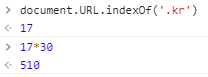 > document.URL.indexOf('.kr')
< 17
> 17*30
< 510